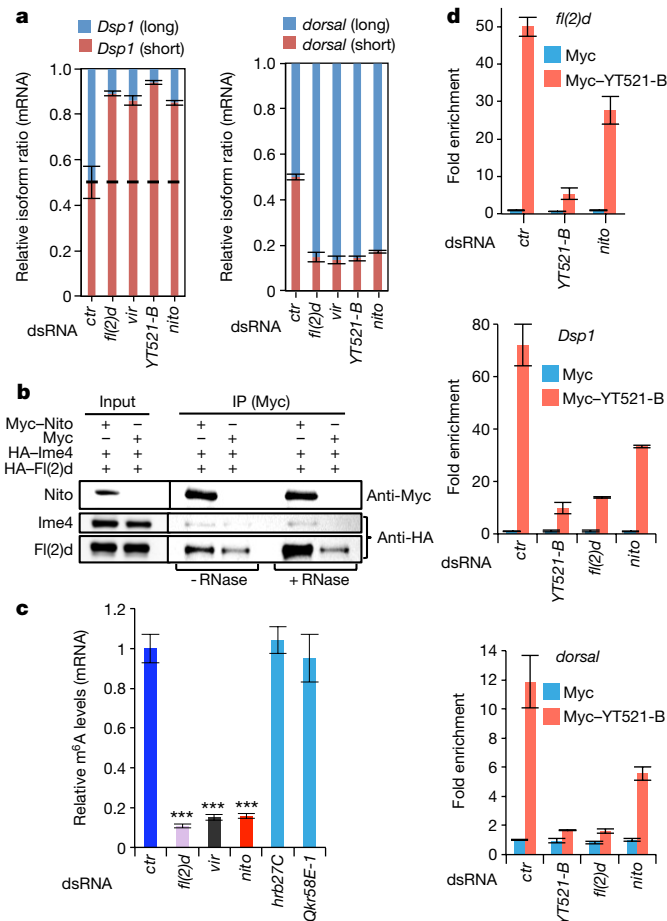 a
Dsp1 (long)
Dsp1 (short)
Relative isoform ratio (mRNA)
1.0
0.8
0.6
0.4
0.2
0
dsRNA
ctr
fl(2)d
vir
YT521-B
nito
dorsal (long)
dorsal (short)
Relative isoform ratio (mRNA)
1.0
0.8
0.6
0.4
0.2
0
dsRNA
ctr
fl(2)d
vir
YT521-B
nito
b
Input
IP (Myc)
Myc–Nito + − + − + −
Myc − + − + − +
HA–Ime4 + + + + + +
HA–Fl(2)d + + + + + +
Nito
Anti-Myc
Ime4
Fl(2)d
Anti-HA
- RNase
+ RNase
c
Relative m⁶A levels (mRNA)
1.2
1
0.8
0.6
0.4
0.2
0
***
***
***
dsRNA
ctr
fl(2)d
vir
nito
hrb27C
Qkr58E-1
d
fl(2)d
Myc
Myc–YT521-B
Fold enrichment
50
40
30
20
10
0
dsRNA
ctr
YT521-B
nito
Dsp1
Myc
Myc–YT521-B
Fold enrichment
80
60
40
20
0
dsRNA
ctr
YT521-B
fl(2)d
nito
dorsal
Myc
Myc–YT521-B
Fold enrichment
14
12
10
8
6
4
2
0
dsRNA
ctr
YT521-B
fl(2)d
nito